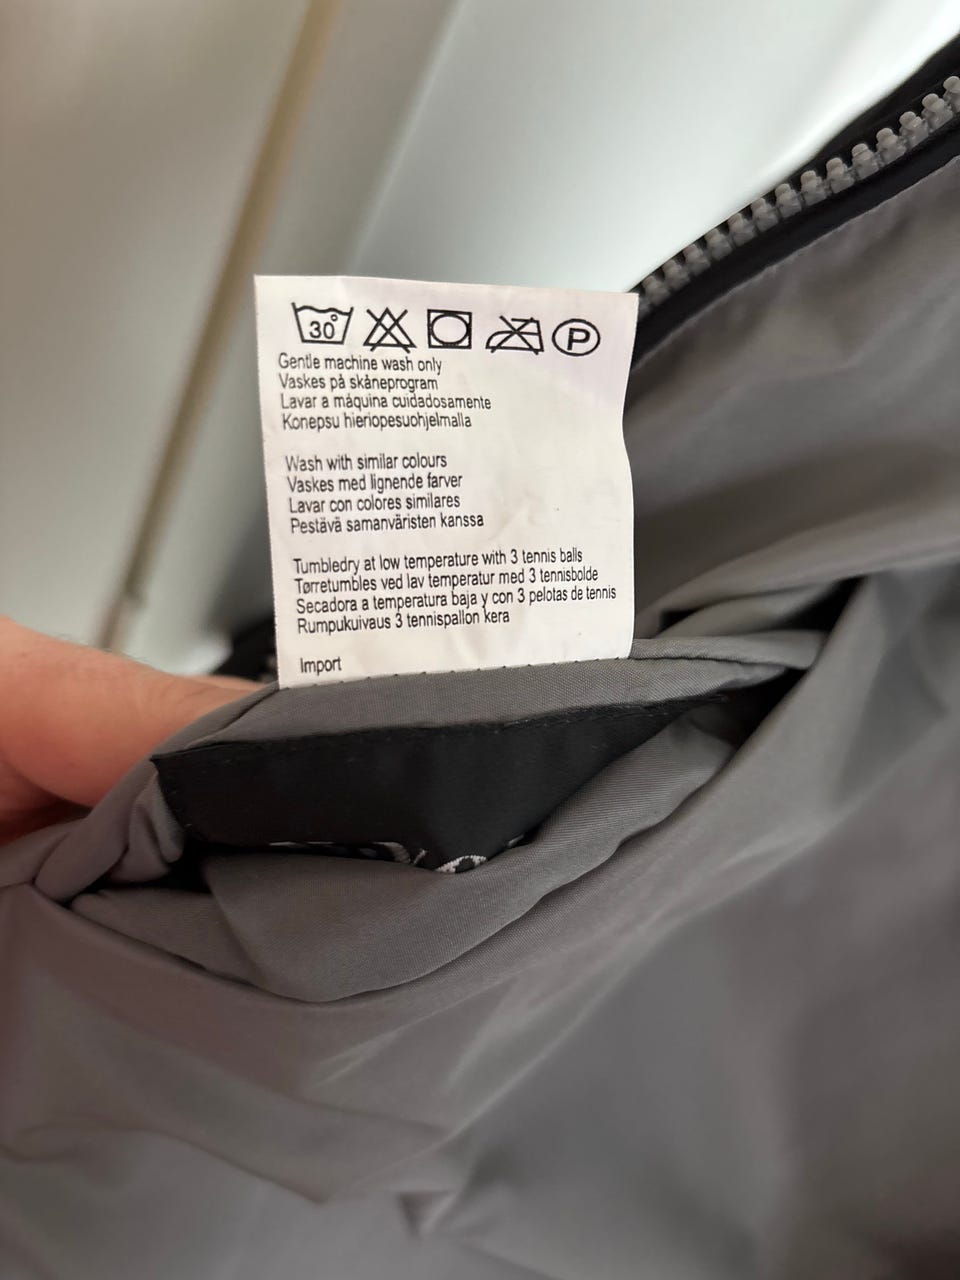 30°
P
Gentle machine wash only
Vaskes på skåneprogram
Lavar a máquina cuidadosamente
Konepsu hieriopesuohjelmalla
Wash with similar colours
Vaskes med lignende farver
Lavar con colores similares
Pestävä samanväristen kanssa
Tumbledry at low temperature with 3 tennis balls
Tørretumbles ved lav temperatur med 3 tennisbolde
Secadora a temperatura baja y con 3 pelotas de tennis
Rumpukuivaus 3 tennispallon kera
Import